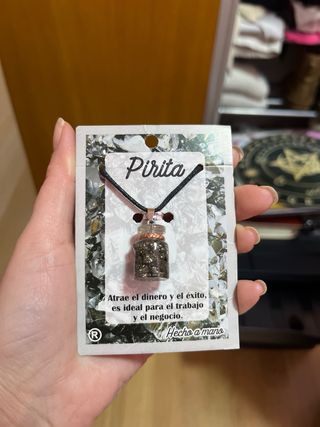 Pirita
Atrae el dinero y el éxito,
es ideal para el trabajo
y el negocio.
®
Hecho a mano